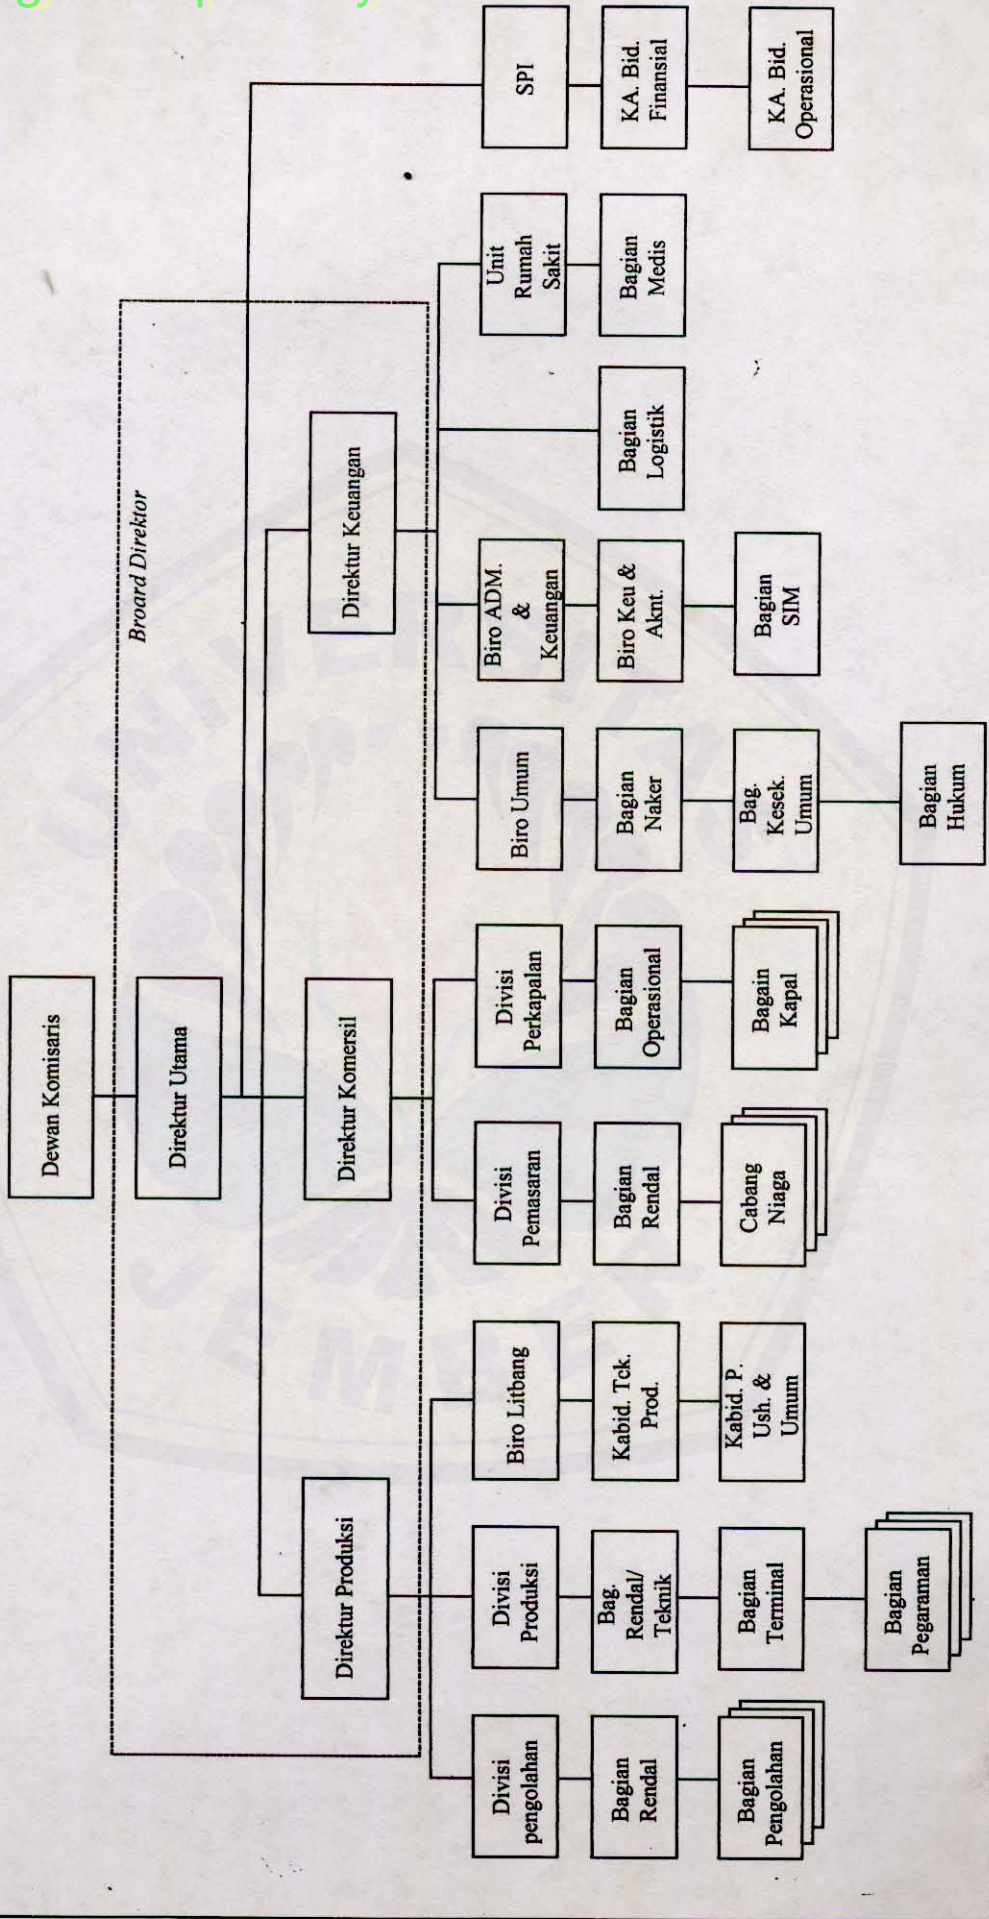 Dewan Komisaris
Broard Direktor
Direktur Utama
Direktur Produksi
Direktur Komersil
Direktur Keuangan
Divisi
pengolahan
Divisi
Produksi
Biro Litbang
Divisi
Pemasaran
Divisi
Perkapalan
Biro Umum
Biro ADM.
&
Keuangan
Unit
Rumah
Sakit
SPI
Bagian
Rendal
Bag.
Rendal/
Teknik
Kabid. Tck.
Prod.
Bagian
Rendal
Bagian
Operasional
Bagian
Naker
Biro Keu &
Aknt.
Bagian
Logistik
Bagian
Medis
KA. Bid.
Finansial
Bagian
Pengolahan
Bagian
Terminal
Kabid. P.
Ush. &
Umum
Cabang
Niaga
Bagain
Kapal
Bag.
Kesek.
Umum
Bagian
SIM
KA. Bid.
Operasional
Bagian
Pegaraman
Bagian
Hukum
UNIVERSITAS
JEMBER